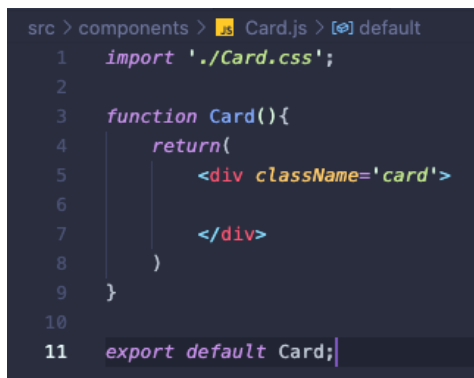 src > components > JS Card.js > default
1 import './Card.css';
2
3 function Card(){
4 return(
5 <div className='card'>
6
7 </div>
8 )
9 }
10
11 export default Card;